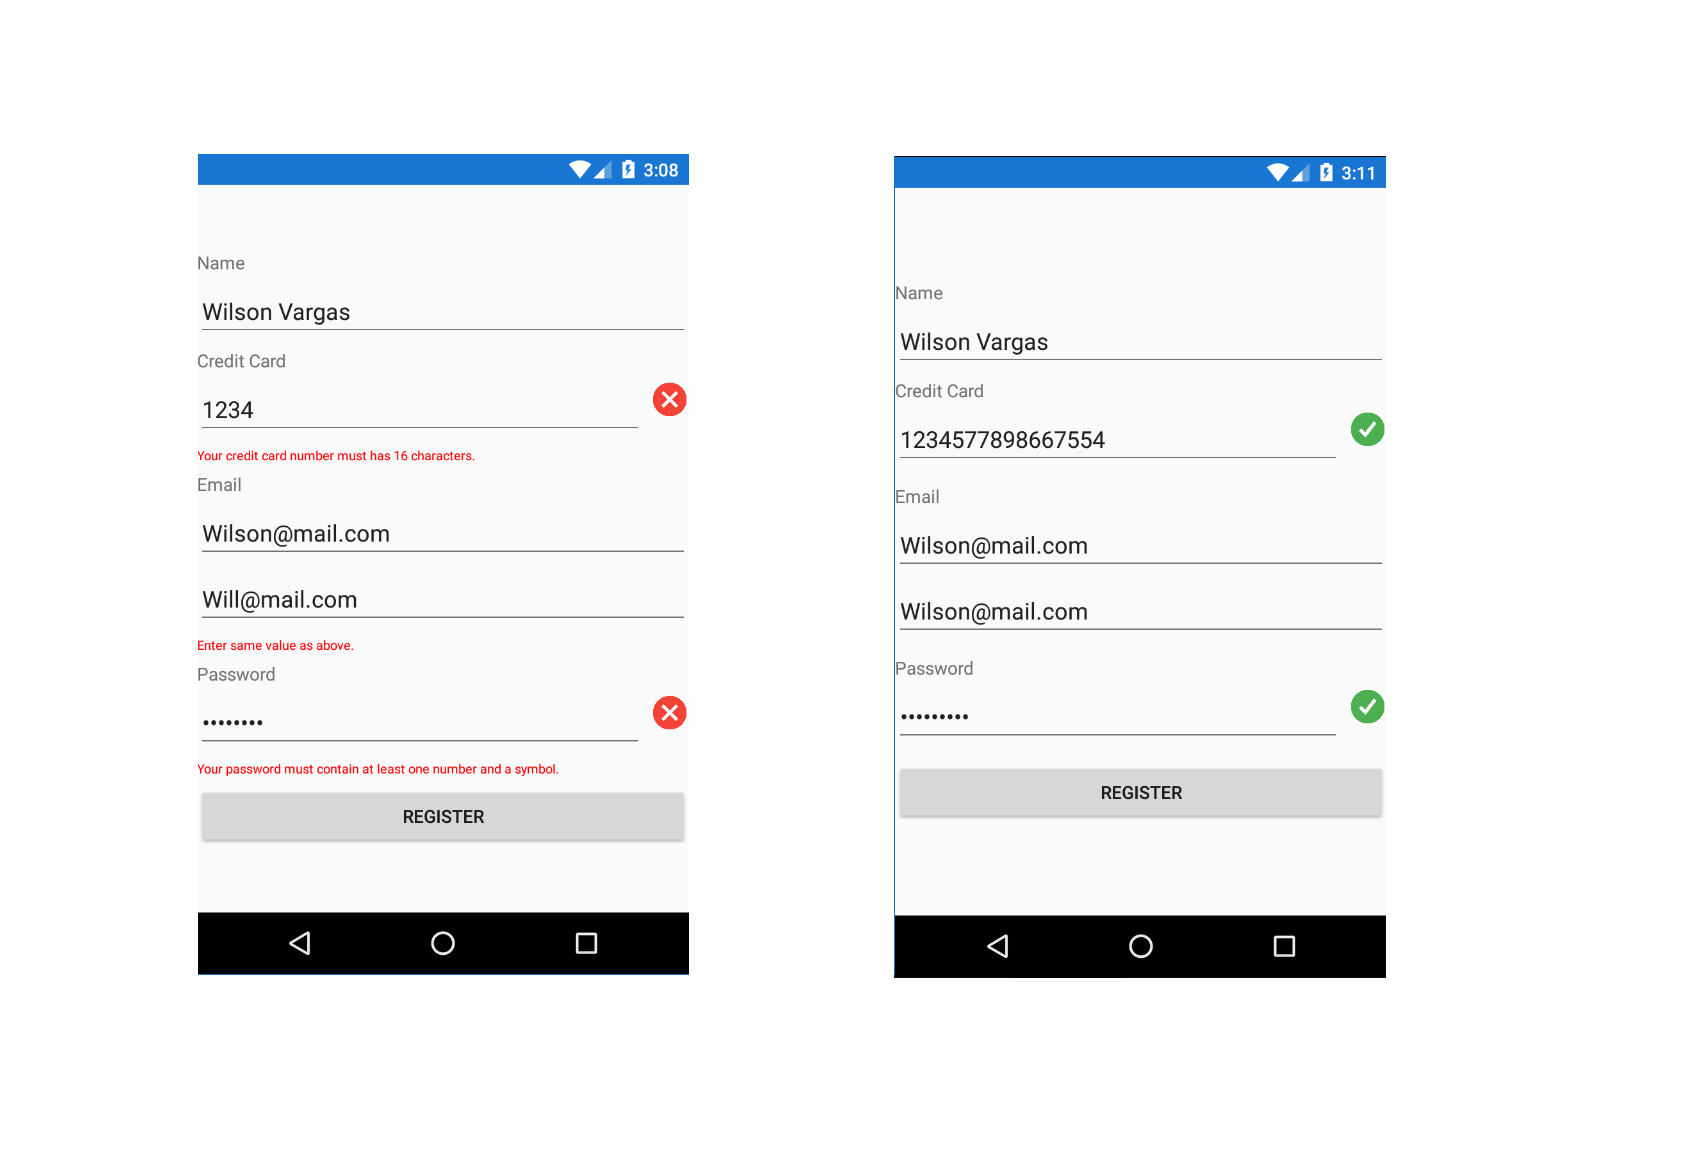 3:08
Name
Wilson Vargas
Credit Card
1234
Your credit card number must has 16 characters.
Email
Wilson@mail.com
Will@mail.com
Enter same value as above.
Password
••••••••
Your password must contain at least one number and a symbol.
REGISTER
3:11
Name
Wilson Vargas
Credit Card
1234577898667554
Email
Wilson@mail.com
Wilson@mail.com
Password
•••••••••
REGISTER